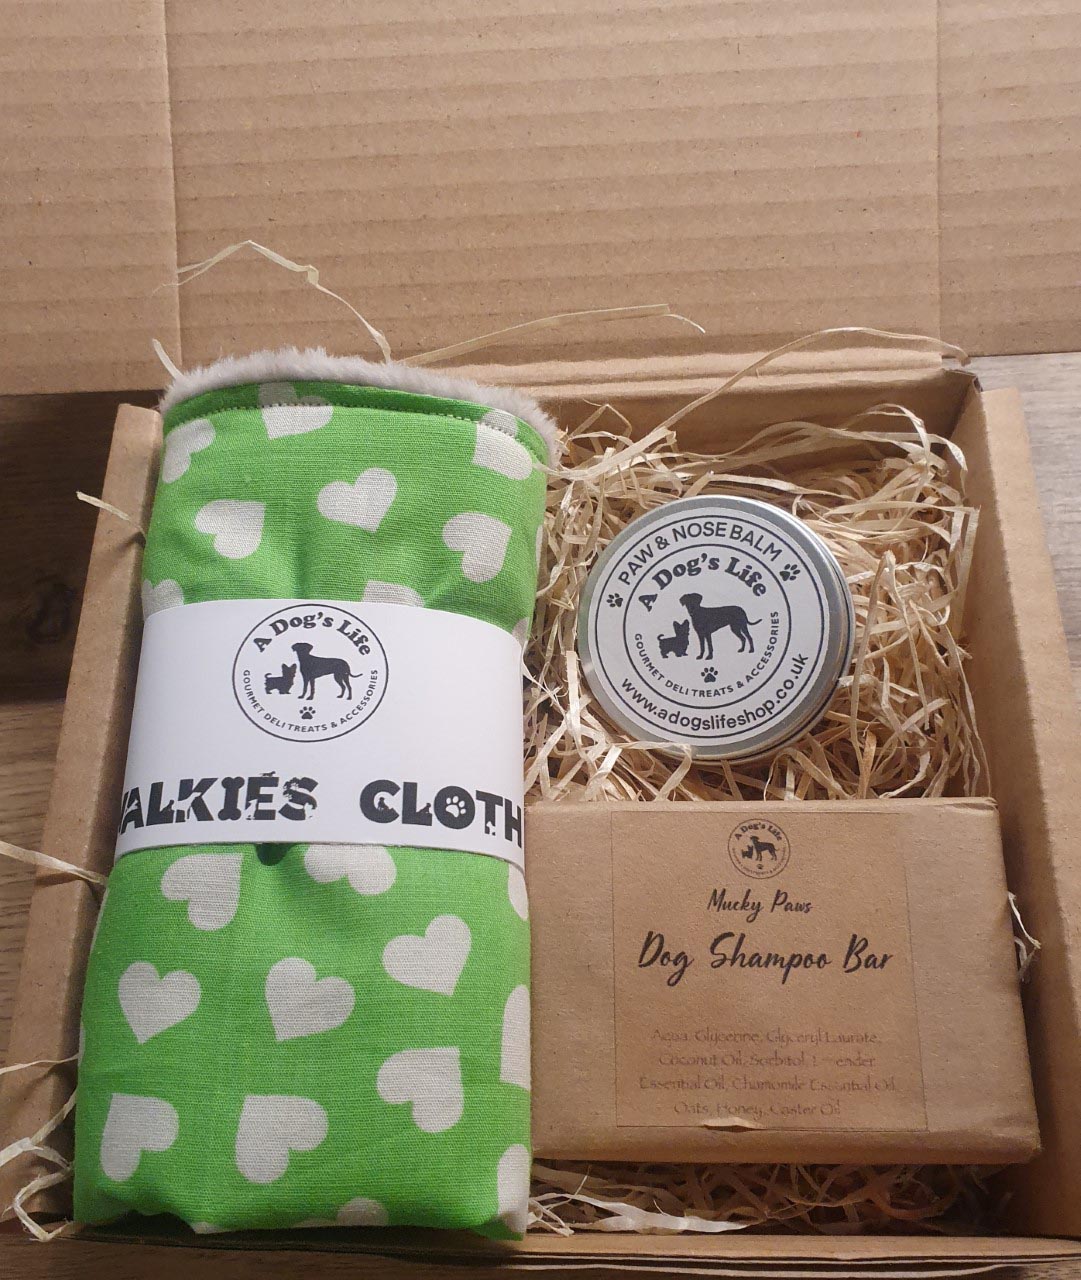 A Dog's Life
GOURMET DELI TREATS & ACCESSORIES
WALKIES CLOTH
PAW & NOSE BALM
A Dog's Life
GOURMET DELI TREATS & ACCESSORIES
www.adogslifeshop.co.uk
A Dog's Life
Mucky Paws
Dog Shampoo Bar
Aqua, Glycerine, Glyceryl Laurate,
Coconut Oil, Sorbitol,
Essential Oil, Chamomile Essential Oil
Oats, Honey, Castor Oil